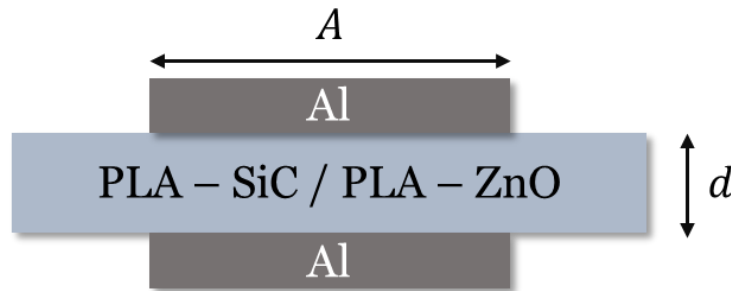 A
Al
PLA – SiC / PLA – ZnO
d
Al